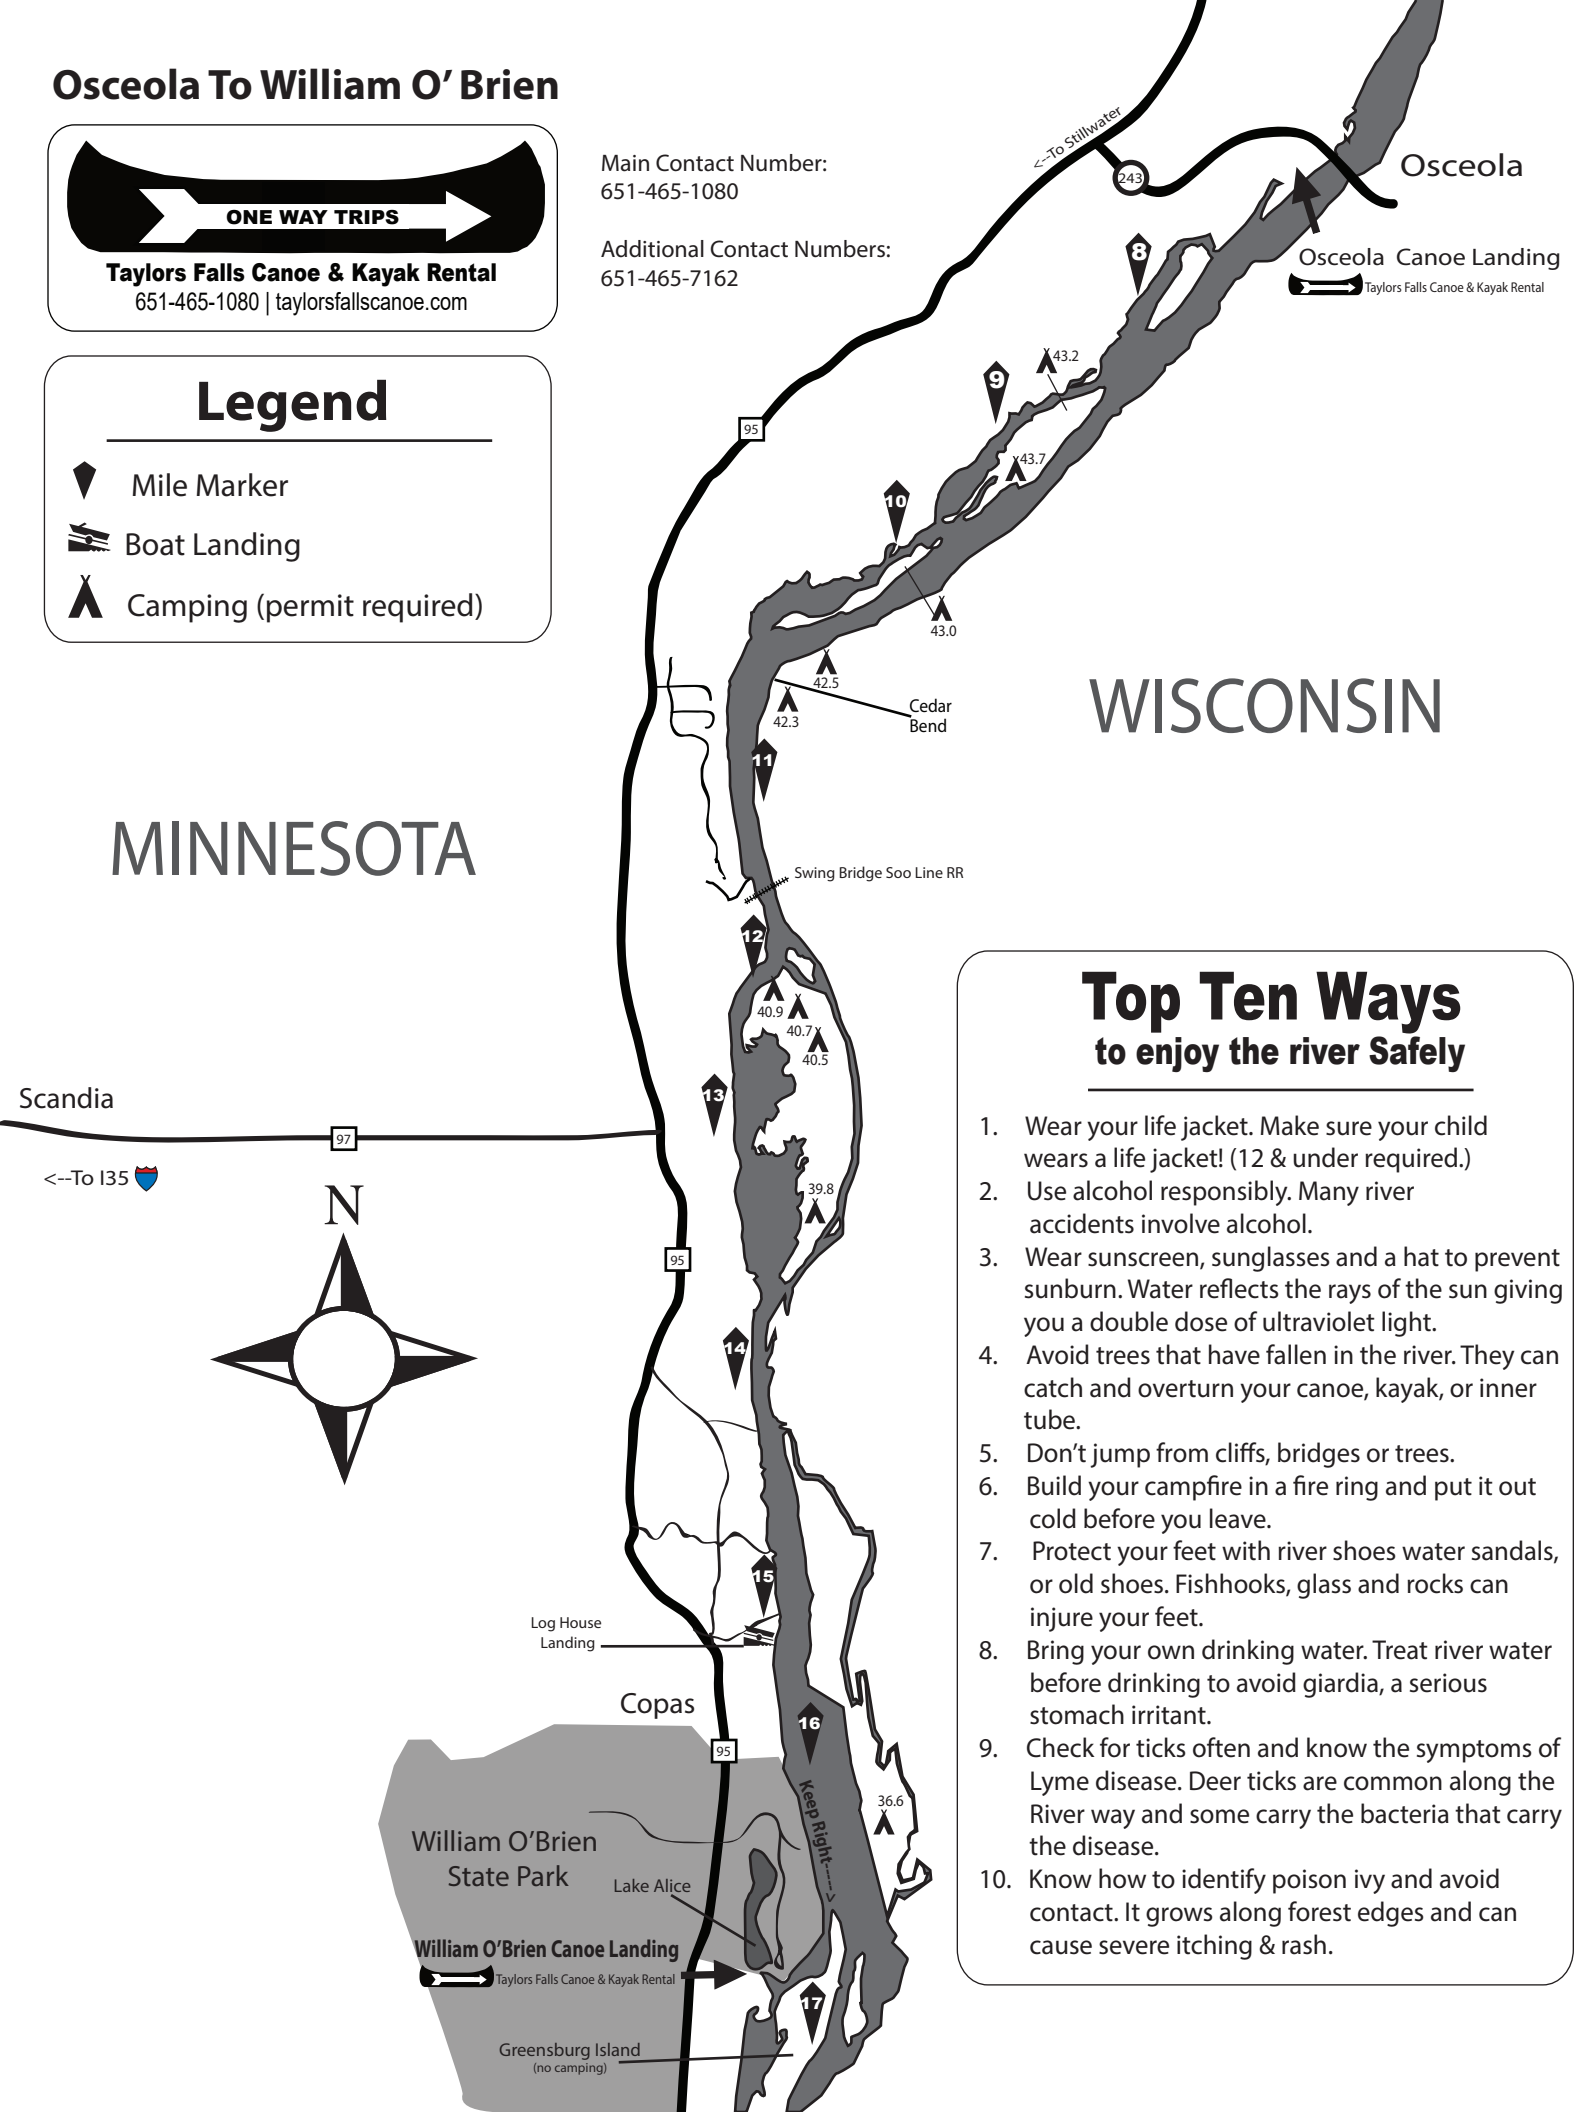 Osceola To William O' Brien
ONE WAY TRIPS
Taylors Falls Canoe & Kayak Rental
651-465-1080 | taylorsfallscanoe.com
Main Contact Number:
651-465-1080
Additional Contact Numbers:
651-465-7162
Legend
Mile Marker
Boat Landing
Camping (permit required)
<--To Stillwater
243
Osceola
Osceola Canoe Landing
Taylors Falls Canoe & Kayak Rental
8
43.2
9
95
43.7
10
43.0
42.5
42.3
Cedar
Bend
WISCONSIN
11
MINNESOTA
Swing Bridge Soo Line RR
12
40.9
40.7
40.5
13
Scandia
97
<--To I35
N
39.8
95
14
15
Log House
Landing
Copas
16
95
Keep Right----->
36.6
William O'Brien
State Park
Lake Alice
William O'Brien Canoe Landing
Taylors Falls Canoe & Kayak Rental
17
Greensburg Island
(no camping)
Top Ten Ways
to enjoy the river Safely
1. Wear your life jacket. Make sure your child
wears a life jacket! (12 & under required.)
2. Use alcohol responsibly. Many river
accidents involve alcohol.
3. Wear sunscreen, sunglasses and a hat to prevent
sunburn. Water reflects the rays of the sun giving
you a double dose of ultraviolet light.
4. Avoid trees that have fallen in the river. They can
catch and overturn your canoe, kayak, or inner
tube.
5. Don't jump from cliffs, bridges or trees.
6. Build your campfire in a fire ring and put it out
cold before you leave.
7. Protect your feet with river shoes water sandals,
or old shoes. Fishhooks, glass and rocks can
injure your feet.
8. Bring your own drinking water. Treat river water
before drinking to avoid giardia, a serious
stomach irritant.
9. Check for ticks often and know the symptoms of
Lyme disease. Deer ticks are common along the
River way and some carry the bacteria that carry
the disease.
10. Know how to identify poison ivy and avoid
contact. It grows along forest edges and can
cause severe itching & rash.